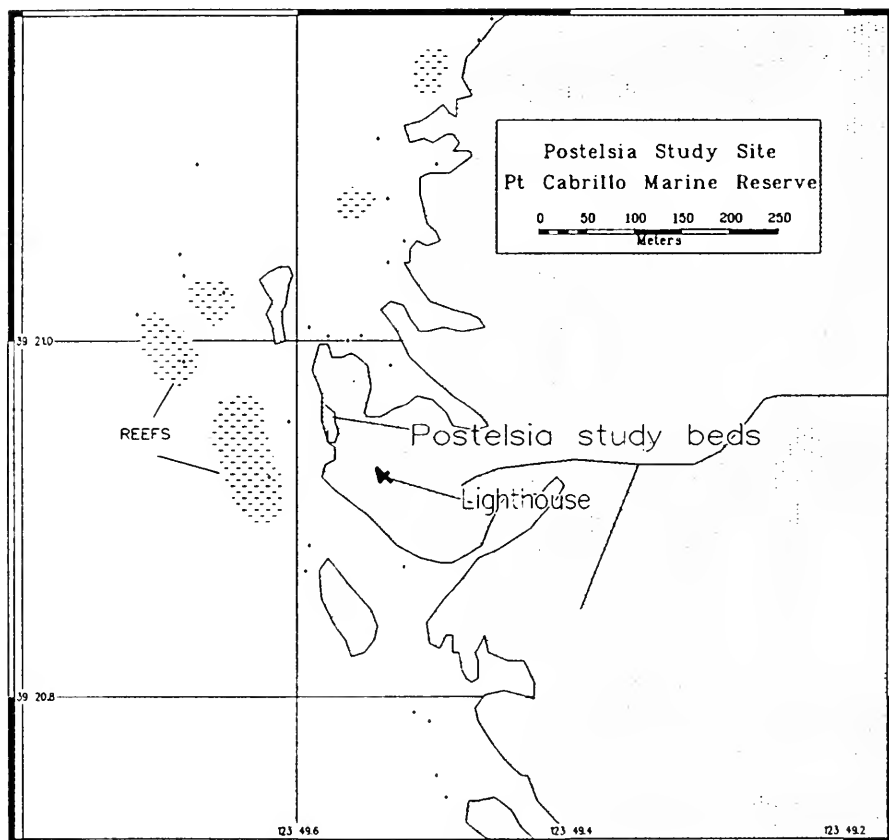 Postelsia Study Site
Pt Cabrillo Marine Reserve
0 50 100 150 200 250
Meters
39 21.0
REEFS
Postelsia study beds
Lighthouse
39 20.8
123 49.6 123 49.4 123 49.2